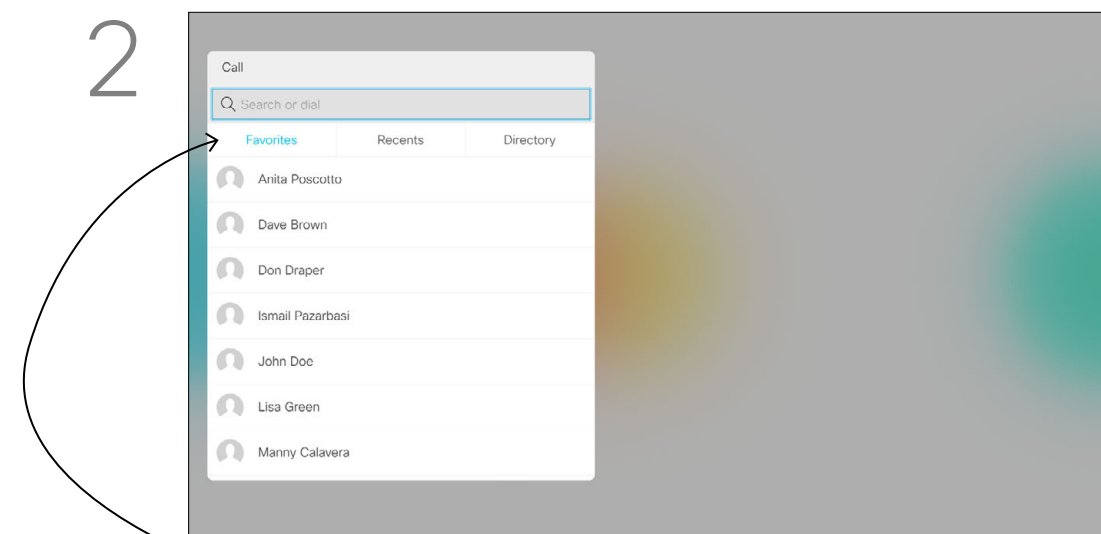 2
Call
Search or dial
Favorites Recents Directory
Anita Poscotto
Dave Brown
Don Draper
Ismail Pazarbasi
John Doe
Lisa Green
Manny Calavera